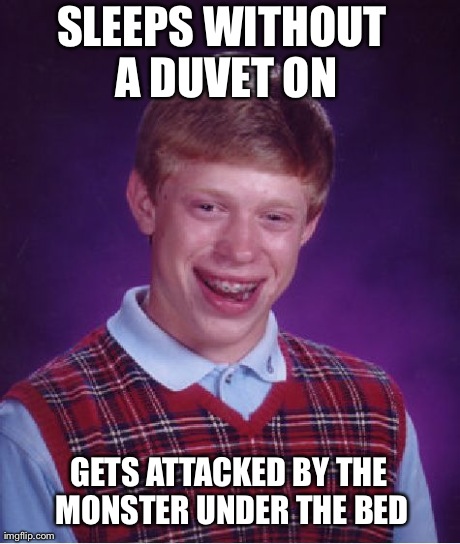 SLEEPS WITHOUT
A DUVET ON
GETS ATTACKED BY THE
MONSTER UNDER THE BED
imgflip.com